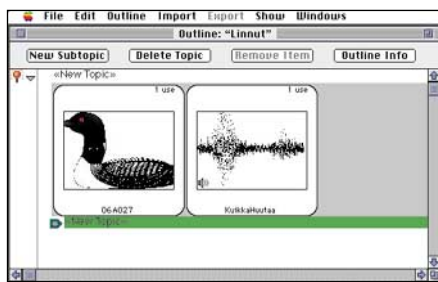 File Edit Outline Import Export Show Windows
Outline: “Linnut”
New Subtopic Delete Topic Remove Item Outline Info
«New Topic»
1 use 1 use
06A027 KuikkaHuutaa
«New Topic»